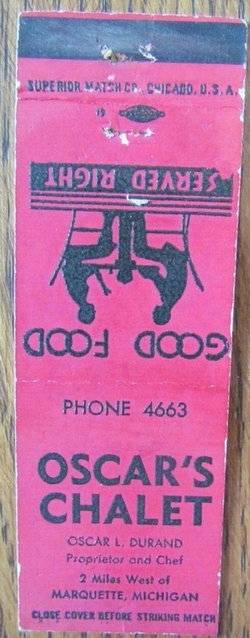 SUPERIOR MATCH CO., CHICAGO, U.S.A.
19
SERVED RIGHT
GOOD FOOD
PHONE 4663
OSCAR'S
CHALET
OSCAR L. DURAND
Proprietor and Chef
2 Miles West of
MARQUETTE, MICHIGAN
CLOSE COVER BEFORE STRIKING MATCH